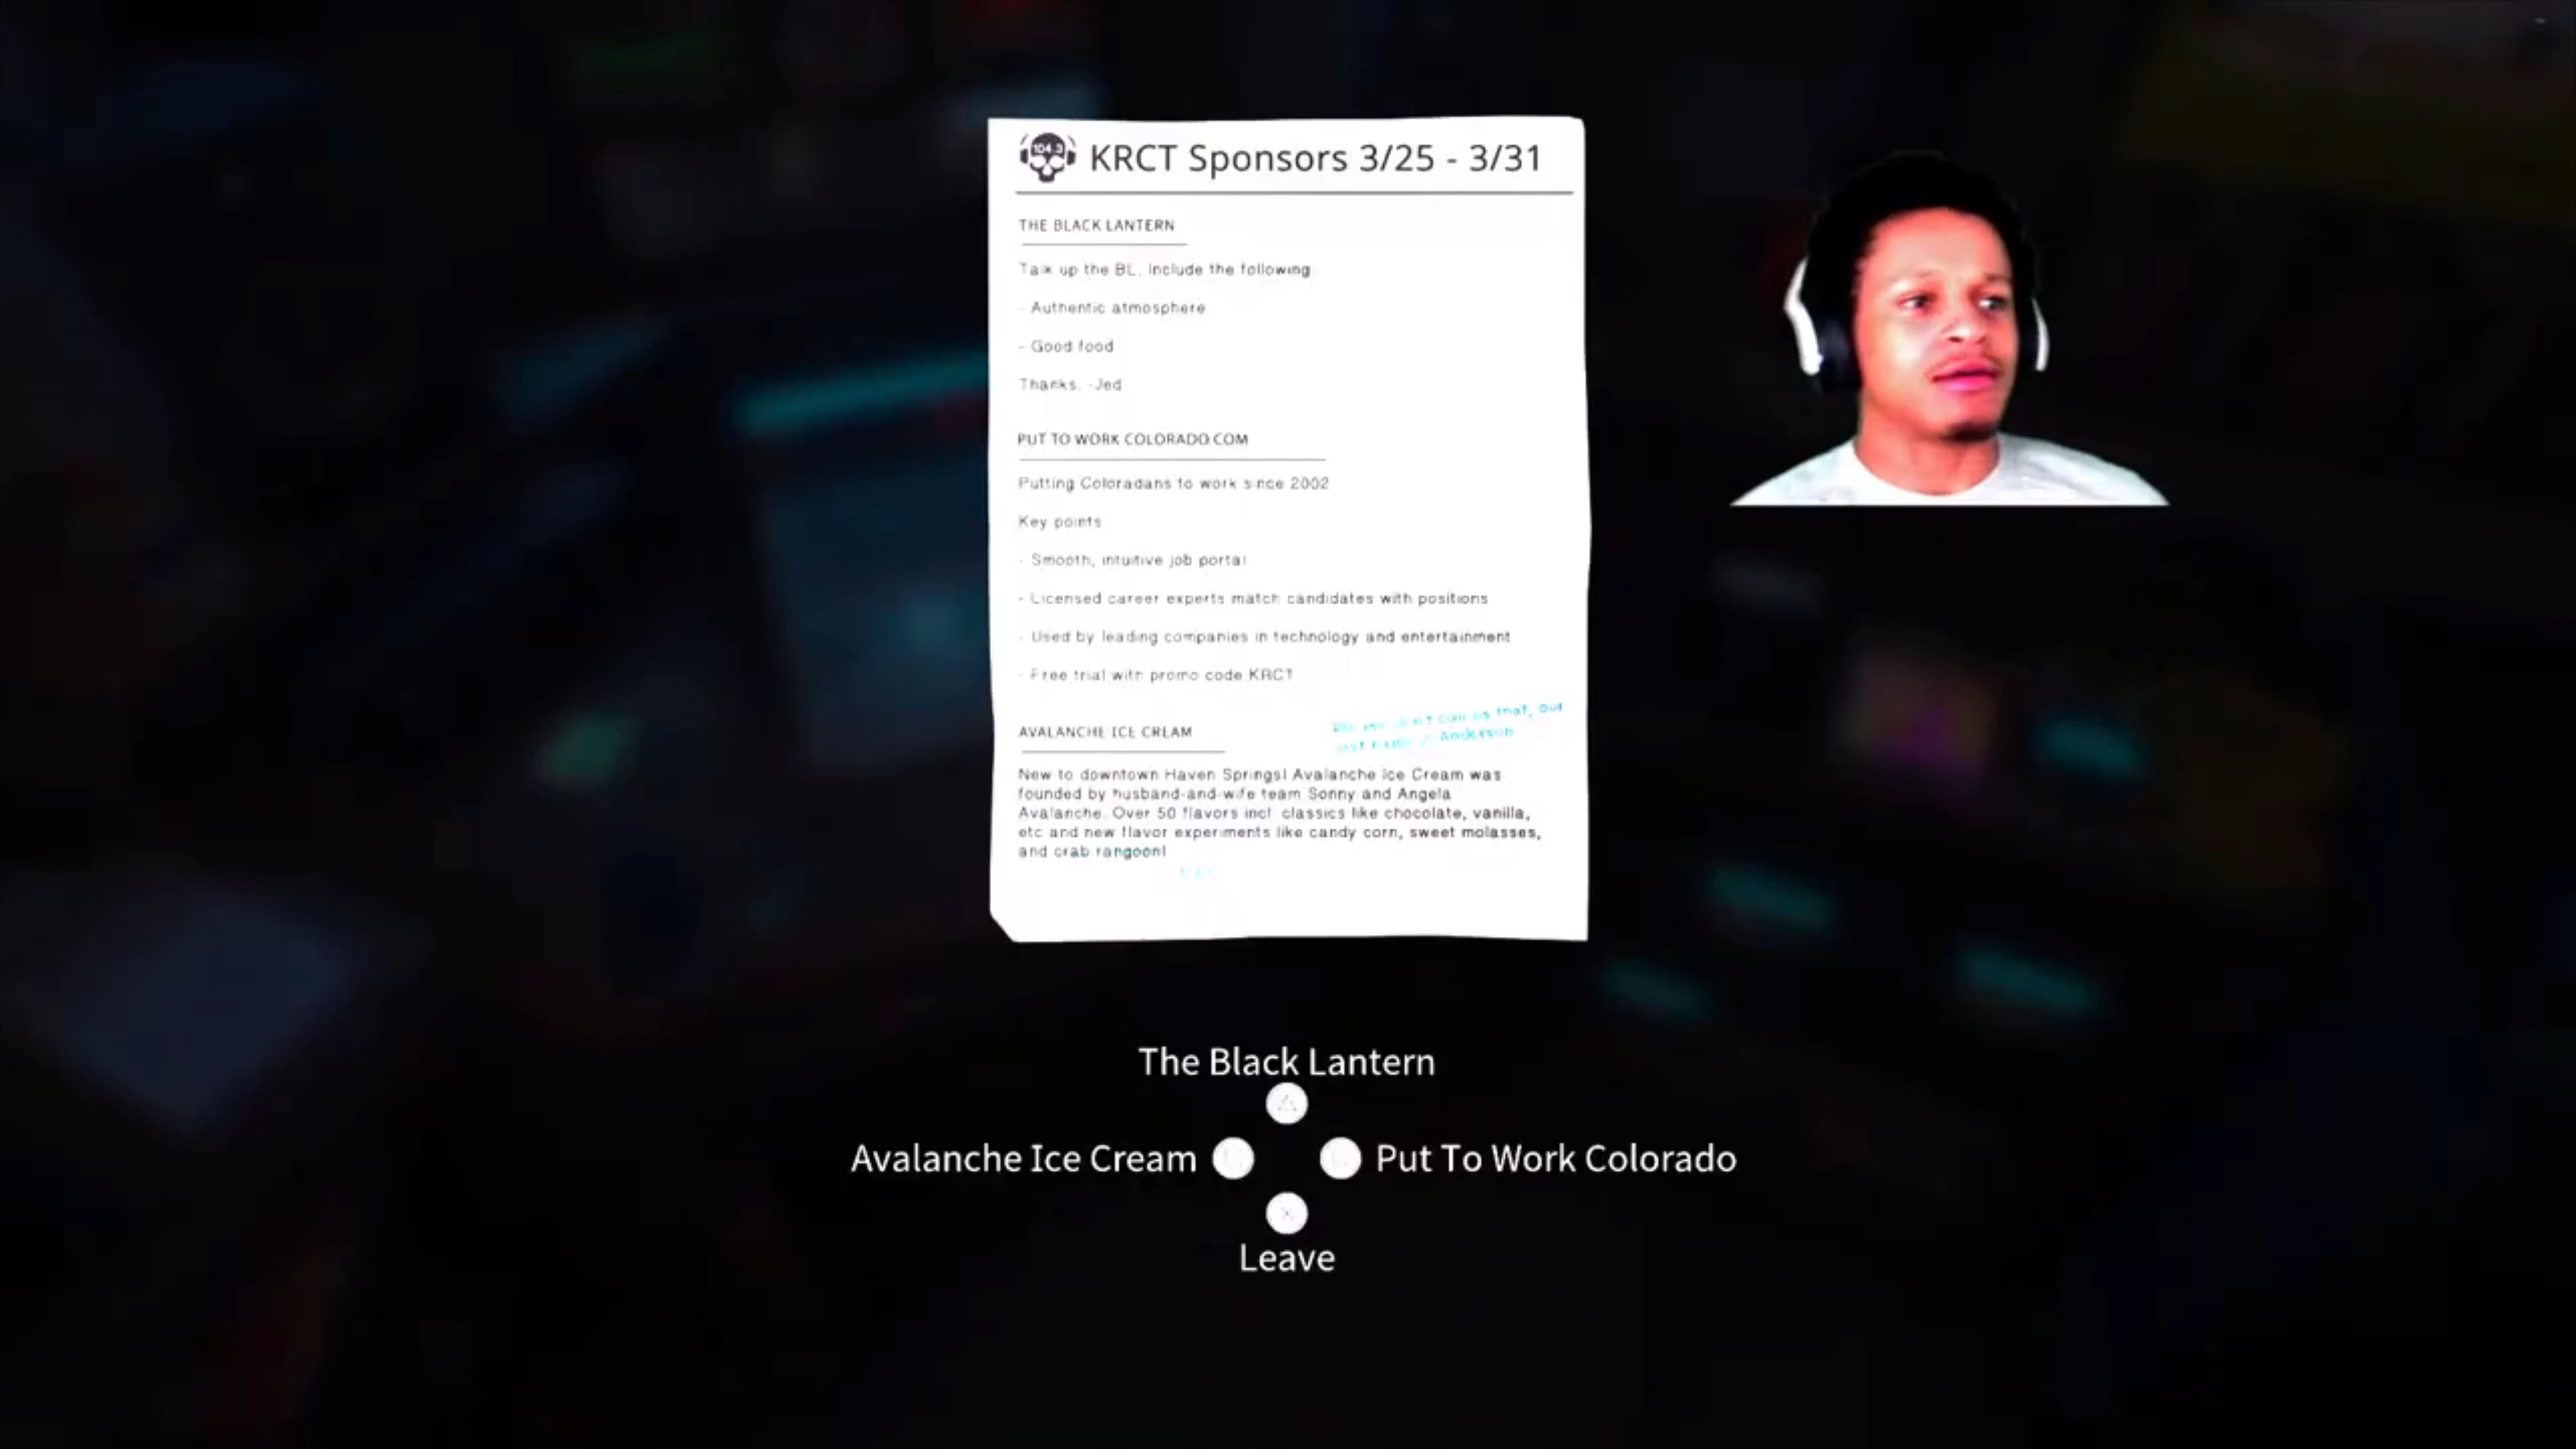 104.3
KRCT Sponsors 3/25 - 3/31
THE BLACK LANTERN
Talk up the BL. Include the following
- Authentic atmosphere
- Good food
Thanks. -Jed
PUT TO WORK COLORADO.COM
Putting Coloradans to work since 2002
Key points
- Smooth, intuitive job portal
- Licensed career experts match candidates with positions
- Used by leading companies in technology and entertainment
- Free trial with promo code KRCT
AVALANCHE ICE CREAM
that, our
Anderson
New to downtown Haven Springs! Avalanche Ice Cream was
founded by husband-and-wife team Sonny and Angela
Avalanche. Over 50 flavors incl. classics like chocolate, vanilla,
etc and new flavor experiments like candy corn, sweet molasses,
and crab rangoon!
The Black Lantern
Avalanche Ice Cream
Put To Work Colorado
Leave